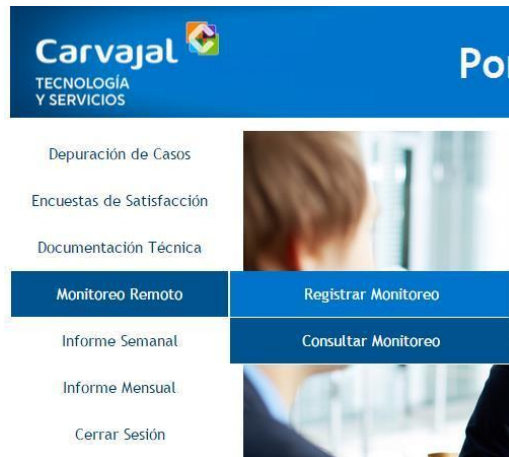 Carvajal
TECNOLOGÍA
Y SERVICIOS
Depuración de Casos
Encuestas de Satisfacción
Documentación Técnica
Monitoreo Remoto
Registrar Monitoreo
Consultar Monitoreo
Informe Semanal
Informe Mensual
Cerrar Sesión